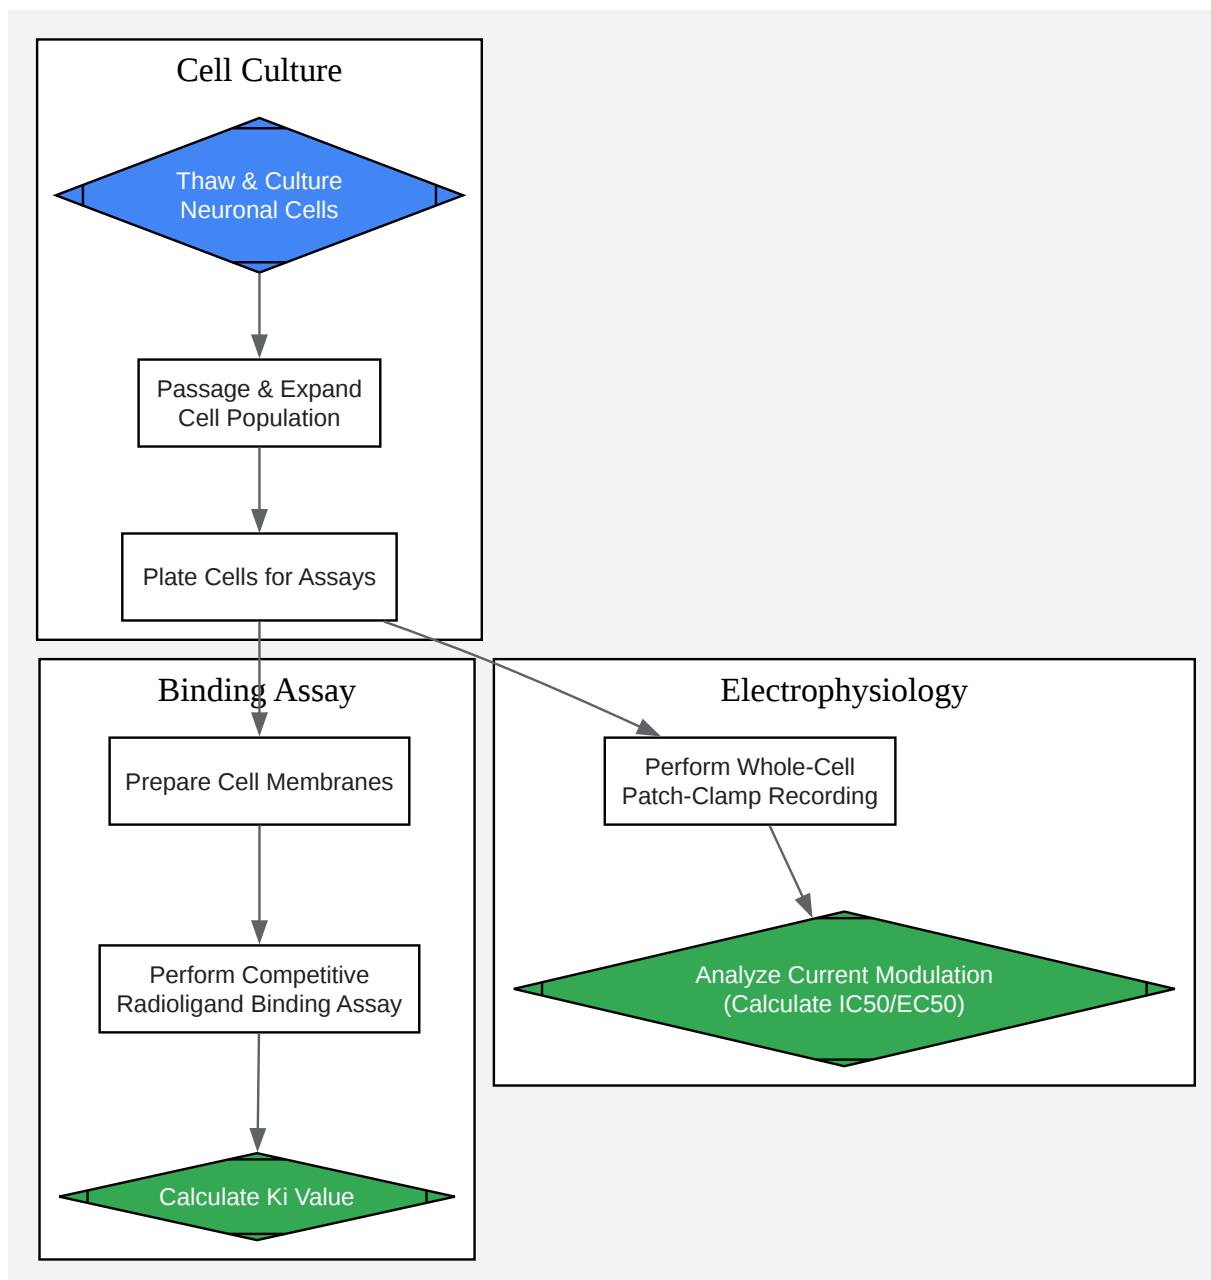 Cell Culture
Thaw & Culture
Neuronal Cells
Passage & Expand
Cell Population
Plate Cells for Assays
Binding Assay
Prepare Cell Membranes
Perform Competitive
Radioligand Binding Assay
Calculate Ki Value
Electrophysiology
Perform Whole-Cell
Patch-Clamp Recording
Analyze Current Modulation
(Calculate IC50/EC50)